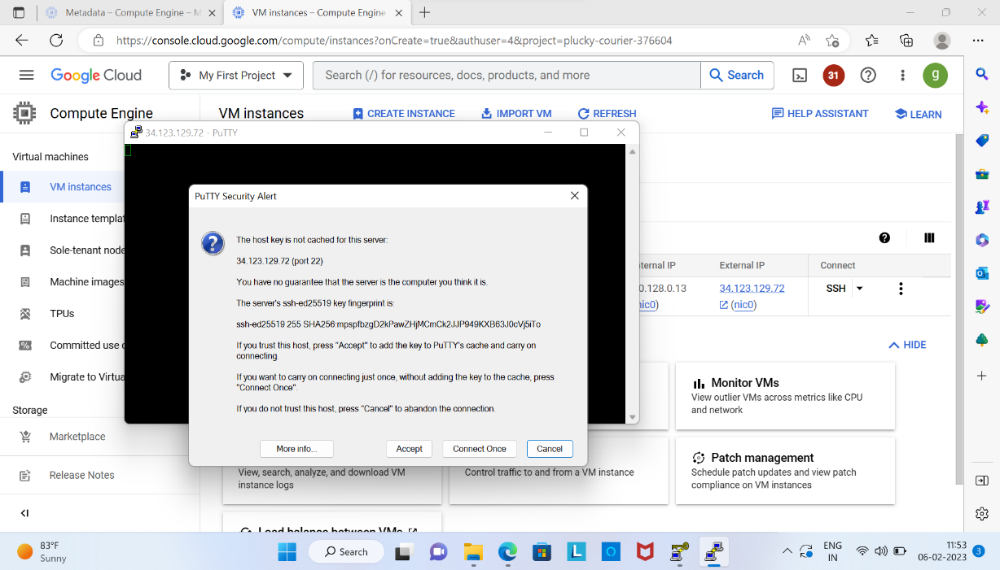 Metadata – Compute Engine – M
VM instances – Compute Engine
https://console.cloud.google.com/compute/instances?onCreate=true&authuser=4&project=plucky-courier-376604
Google Cloud
My First Project
Search (/) for resources, docs, products, and more
Search
31
g
Compute Engine
VM instances
CREATE INSTANCE
IMPORT VM
REFRESH
HELP ASSISTANT
LEARN
34.123.129.72 - PuTTY
Virtual machines
VM instances
Instance templat
Sole-tenant node
Machine images
TPUs
Committed use
Migrate to Virtua
Storage
Marketplace
Release Notes
PuTTY Security Alert
The host key is not cached for this server:
34.123.129.72 (port 22)
You have no guarantee that the server is the computer you think it is.
The server's ssh-ed25519 key fingerprint is:
ssh-ed25519 255 SHA256:mpspfbzgD2kPawZHjMCmCk2JJP949KXB63J0cVj5iTo
If you trust this host, press "Accept" to add the key to PuTTY's cache and carry on
connecting.
If you want to carry on connecting just once, without adding the key to the cache, press
"Connect Once".
If you do not trust this host, press "Cancel" to abandon the connection.
More info...
Accept
Connect Once
Cancel
ternal IP
External IP
Connect
0.128.0.13
34.123.129.72
SSH
nic0)
(nic0)
HIDE
Monitor VMs
View outlier VMs across metrics like CPU
and network
View, search, analyze, and download VM
instance logs
Control traffic to and from a VM instance
Patch management
Schedule patch updates and view patch
compliance on VM instances
Load balance between VMs
83°F
Sunny
Search
ENG
IN
11:53
06-02-2023
3